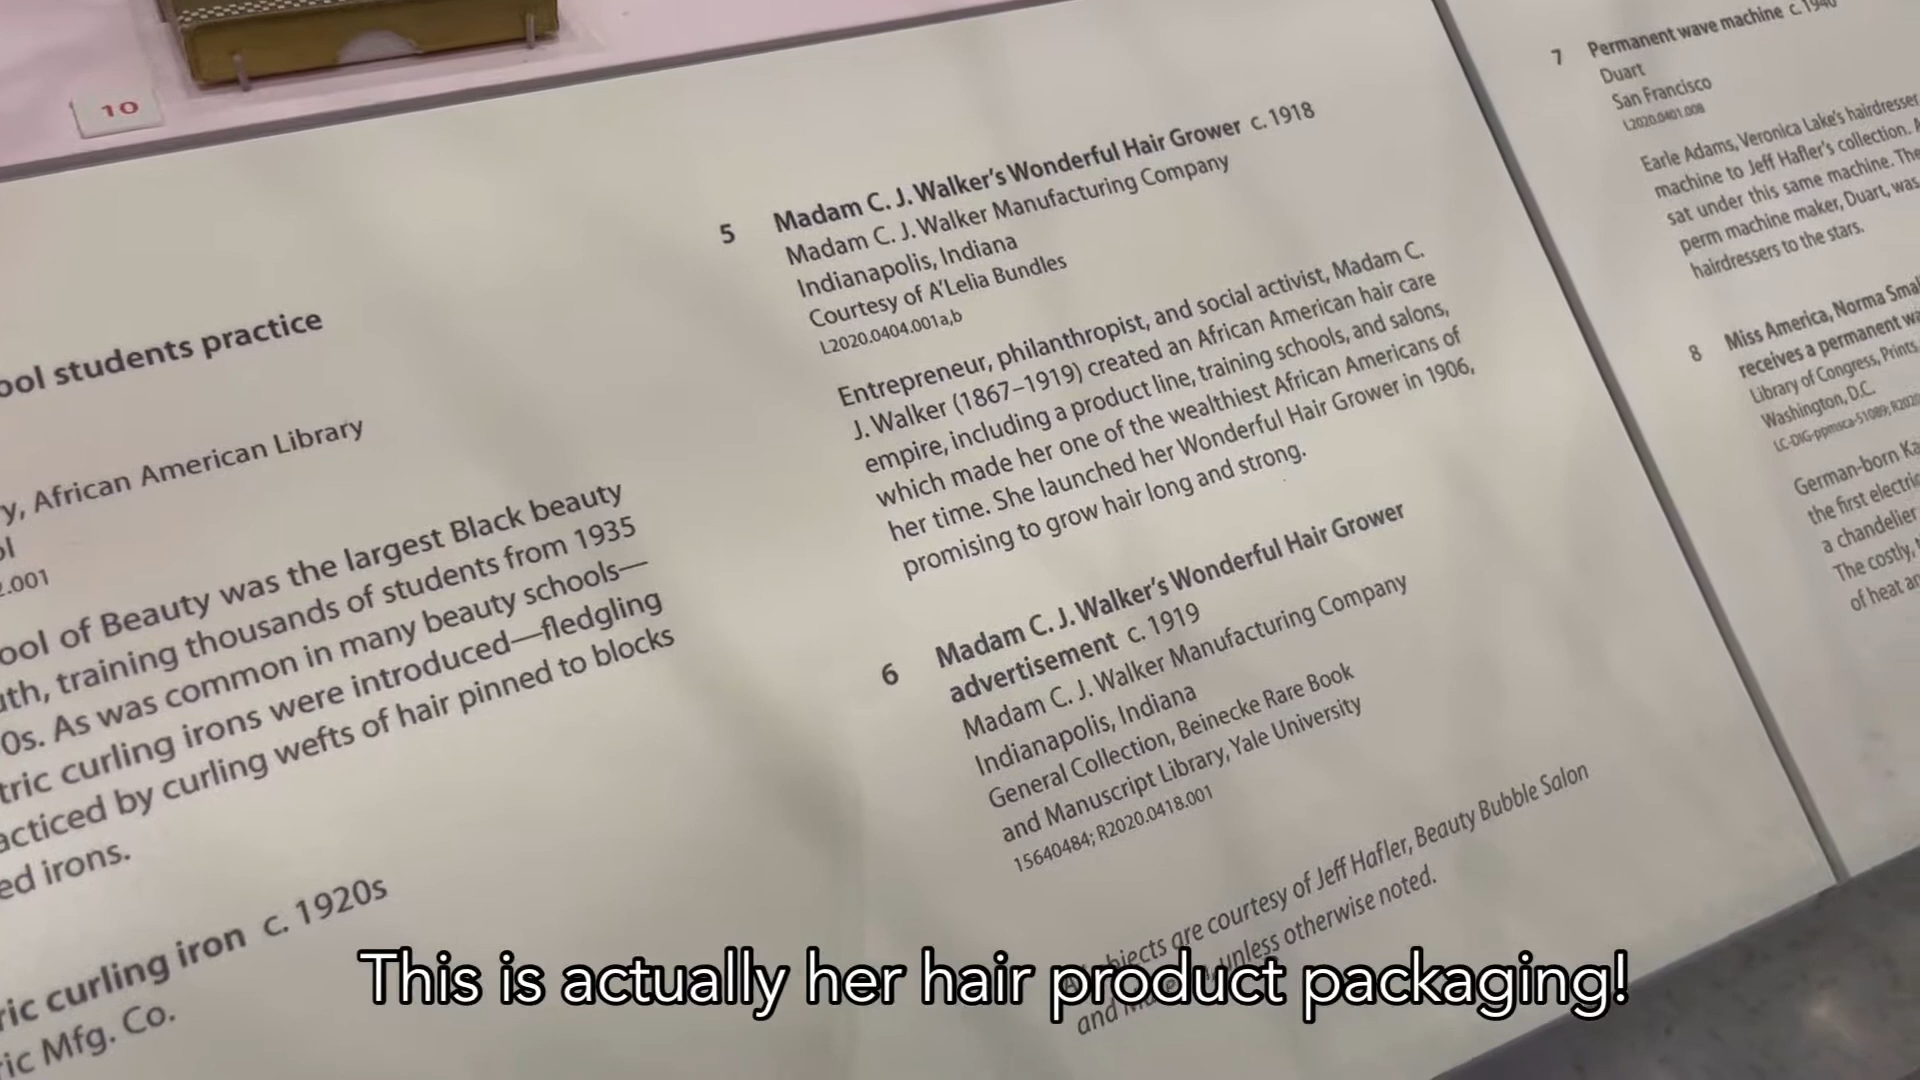 10
ool students practice
y, African American Library
ol
2.001
ool of Beauty was the largest Black beauty
uth, training thousands of students from 1935
0s. As was common in many beauty schools—
tric curling irons were introduced—fledgling
acticed by curling wefts of hair pinned to blocks
ed irons.
ric curling iron c. 1920s
ric Mfg. Co.
5 Madam C. J. Walker's Wonderful Hair Grower c. 1918
Madam C. J. Walker Manufacturing Company
Indianapolis, Indiana
Courtesy of A'Lelia Bundles
L2020.0404.001a,b
Entrepreneur, philanthropist, and social activist, Madam C.
J. Walker (1867–1919) created an African American hair care
empire, including a product line, training schools, and salons,
which made her one of the wealthiest African Americans of
her time. She launched her Wonderful Hair Grower in 1906,
promising to grow hair long and strong.
6 Madam C. J. Walker's Wonderful Hair Grower
advertisement c. 1919
Madam C. J. Walker Manufacturing Company
Indianapolis, Indiana
General Collection, Beinecke Rare Book
and Manuscript Library, Yale University
15640484; R2020.0418.001
objects are courtesy of Jeff Hafler, Beauty Bubble Salon
and unless otherwise noted.
7 Permanent wave machine c. 1940
Duart
San Francisco
L2020.0401.008
Earle Adams, Veronica Lake's hairdresser,
machine to Jeff Hafler's collection. A
sat under this same machine. The
perm machine maker, Duart, was
hairdressers to the stars.
8 Miss America, Norma Smal
receives a permanent wa
Library of Congress, Prints
Washington, D.C.
LC-DIG-ppmsca-51089; R2020
German-born Ka
the first electric
a chandelier
The costly,
of heat an
This is actually her hair product packaging!